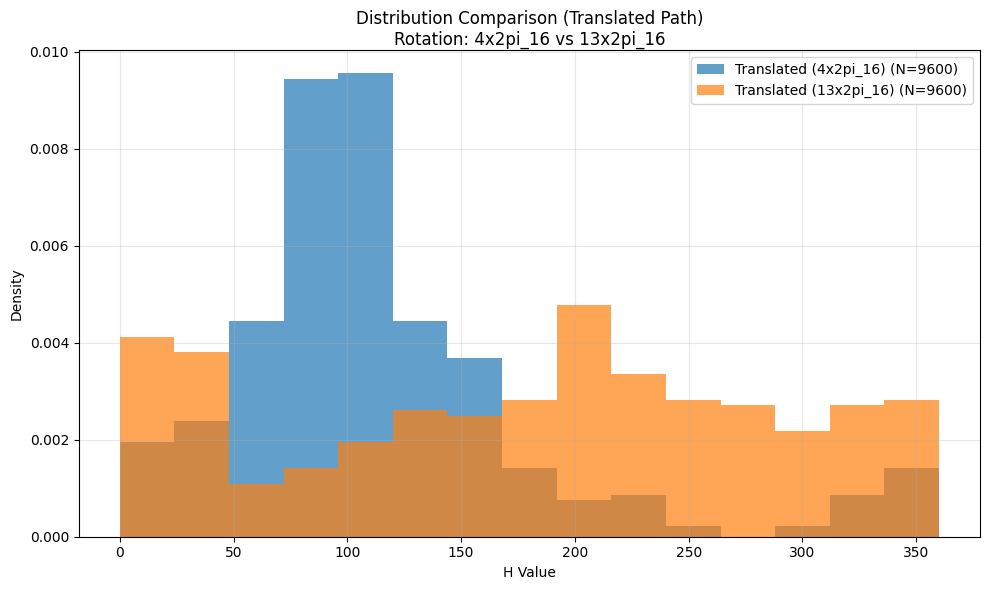 Distribution Comparison (Translated Path)
Rotation: 4x2pi_16 vs 13x2pi_16
Translated (4x2pi_16) (N=9600)
Translated (13x2pi_16) (N=9600)
Density
0.010
0.008
0.006
0.004
0.002
0.000
0 50 100 150 200 250 300 350
H Value